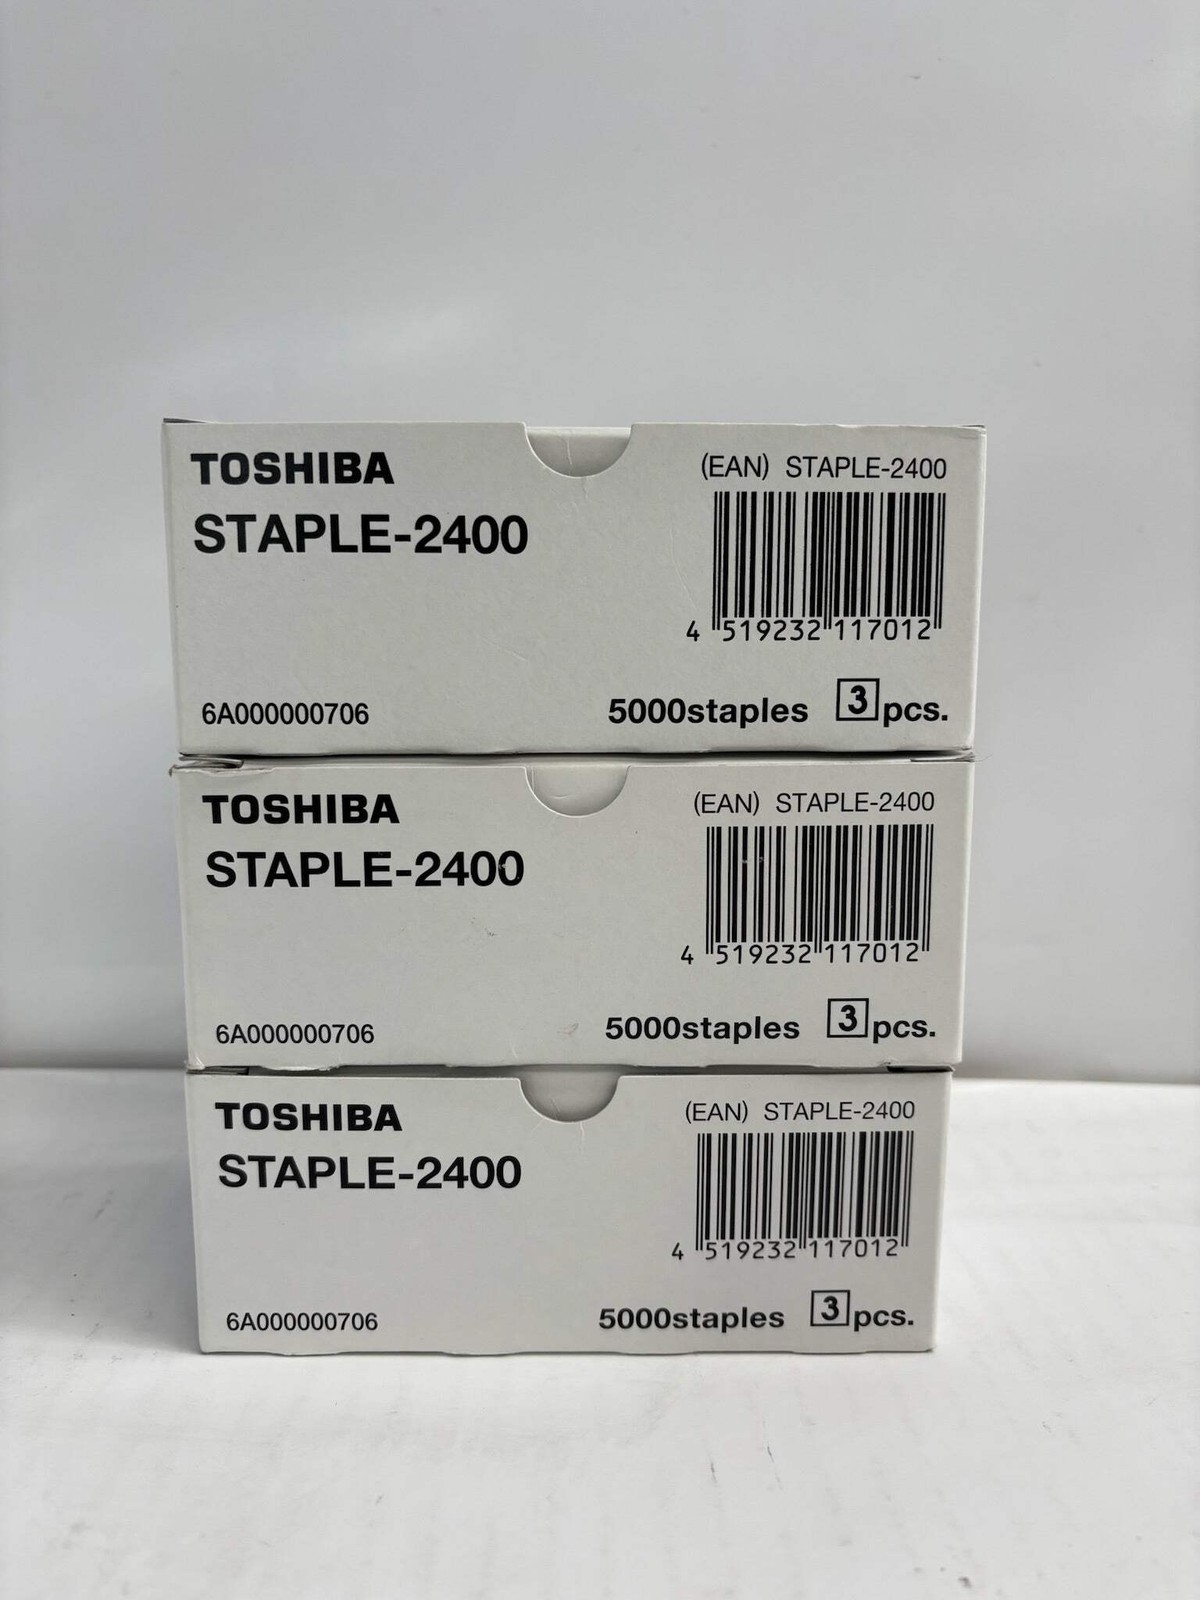 TOSHIBA
(EAN) STAPLE-2400
STAPLE-2400
4 519232 117012
6A000000706
5000staples 3 pcs.
TOSHIBA
(EAN) STAPLE-2400
STAPLE-2400
4 519232 117012
6A000000706
5000staples 3 pcs.
TOSHIBA
(EAN) STAPLE-2400
STAPLE-2400
4 519232 117012
6A000000706
5000staples 3 pcs.